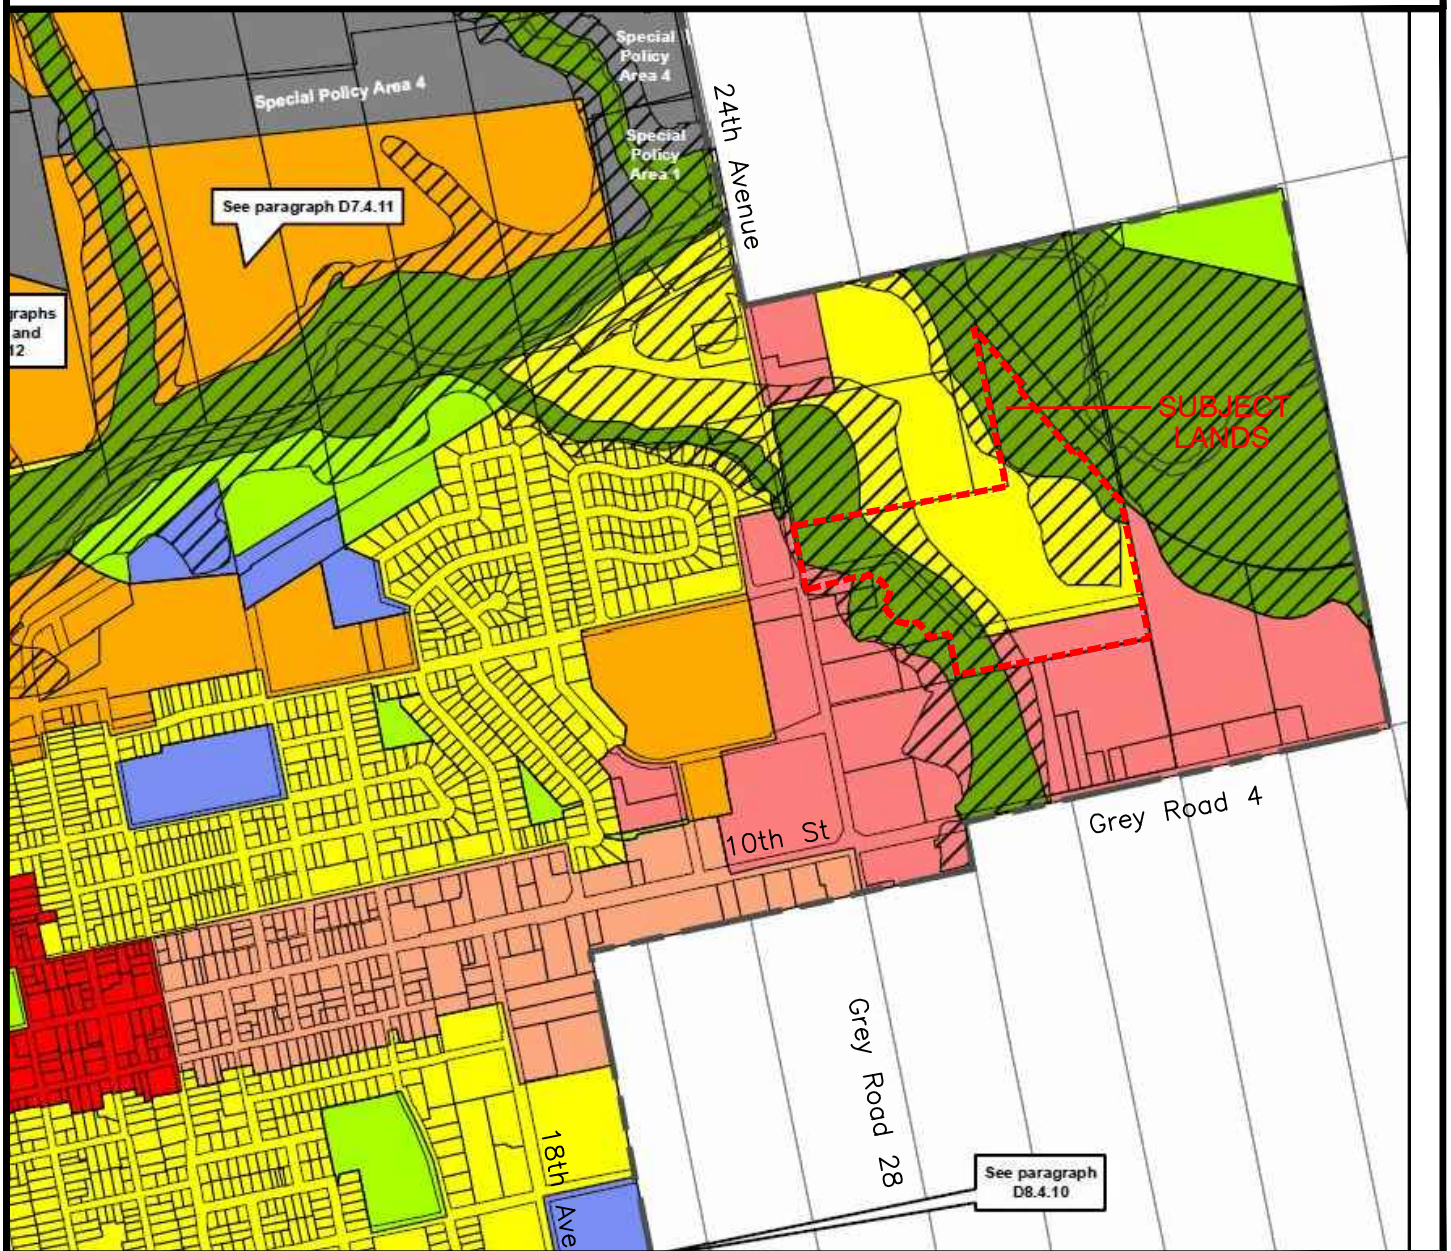 Special
Policy
Area 4
Special Policy Area 4
24th Avenue
Special
Policy
Area 1
See paragraph D7.4.11
graphs
and
12
SUBJECT
LANDS
Grey Road 4
10th St
Grey Road 28
18th Ave
See paragraph
D8.4.10